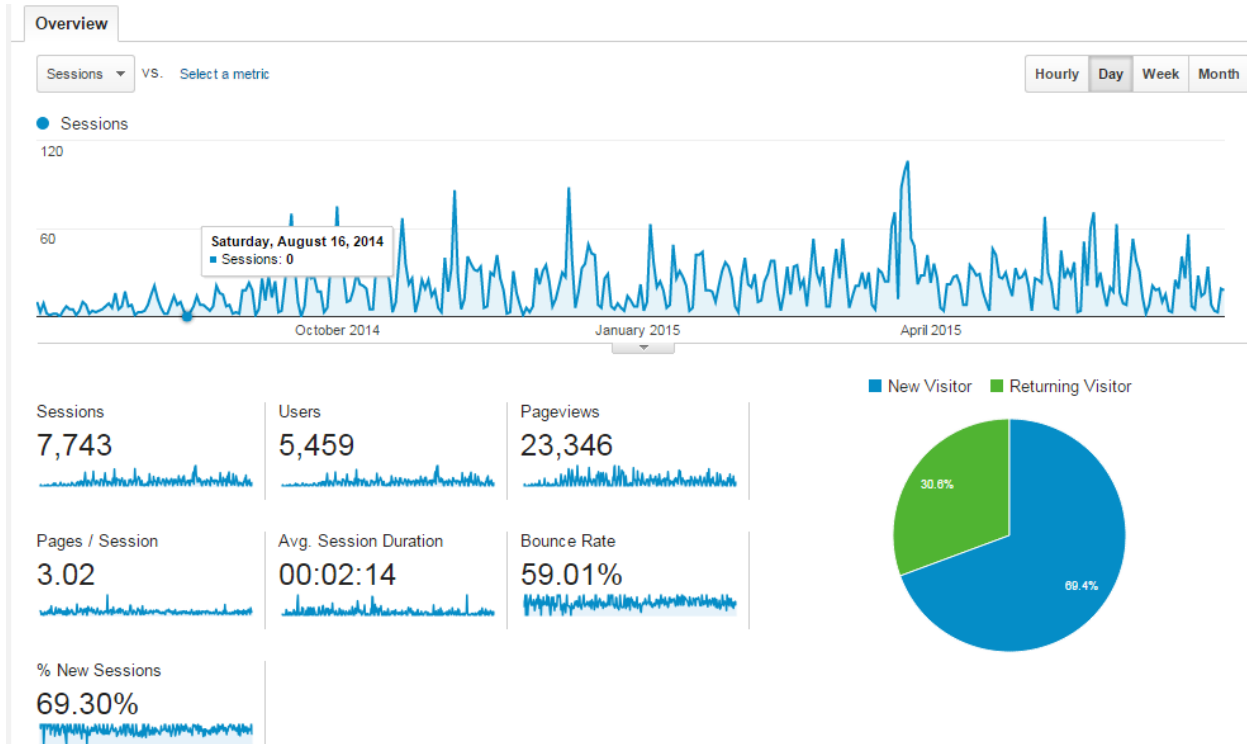 Overview
Sessions VS. Select a metric
Hourly Day Week Month
Sessions
120
60
Saturday, August 16, 2014
Sessions: 0
October 2014 January 2015 April 2015
New Visitor Returning Visitor
Sessions Users Pageviews
7,743 5,459 23,346
30.6%
Pages / Session Avg. Session Duration Bounce Rate
3.02 00:02:14 59.01%
69.4%
% New Sessions
69.30%